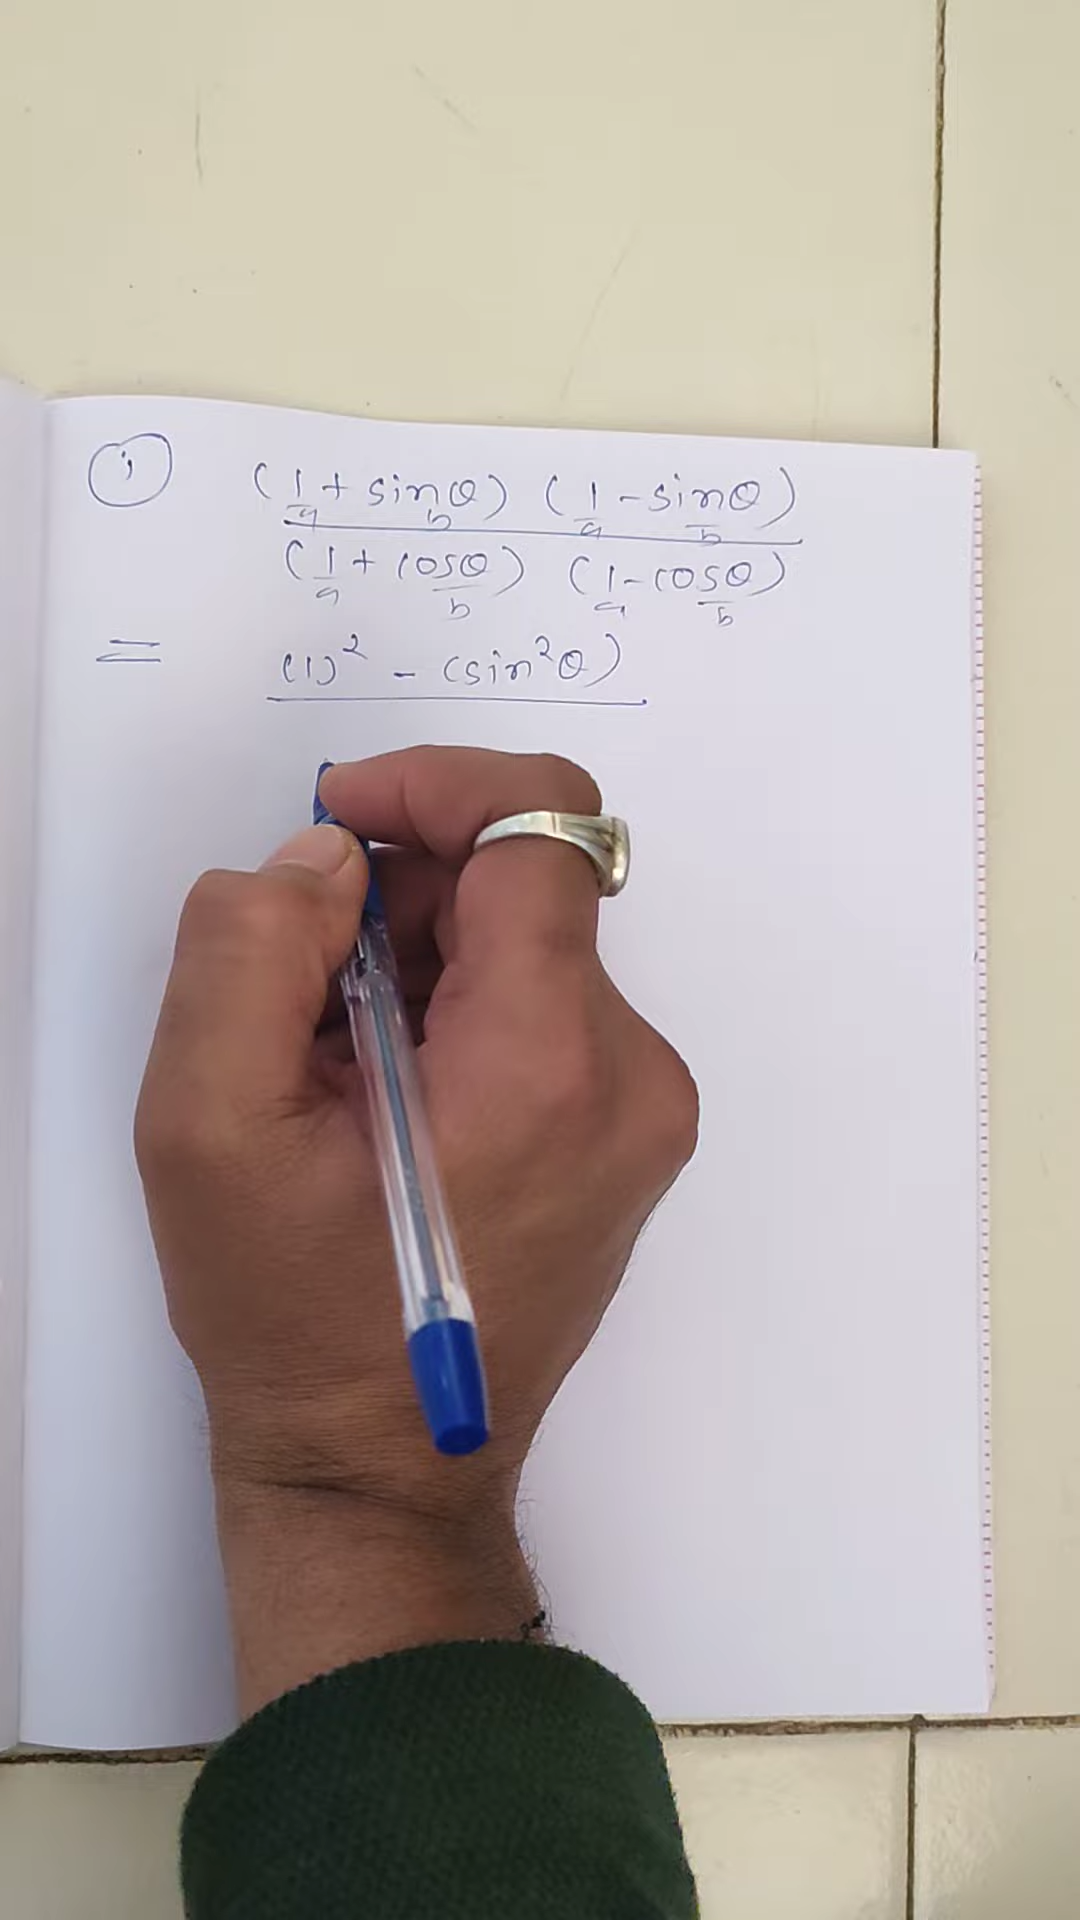 i
(1 + sinθ) (1 - sinθ)
a b a b
(1 + cosθ) (1 - cosθ)
a b a b
= (1)² - (sin²θ)